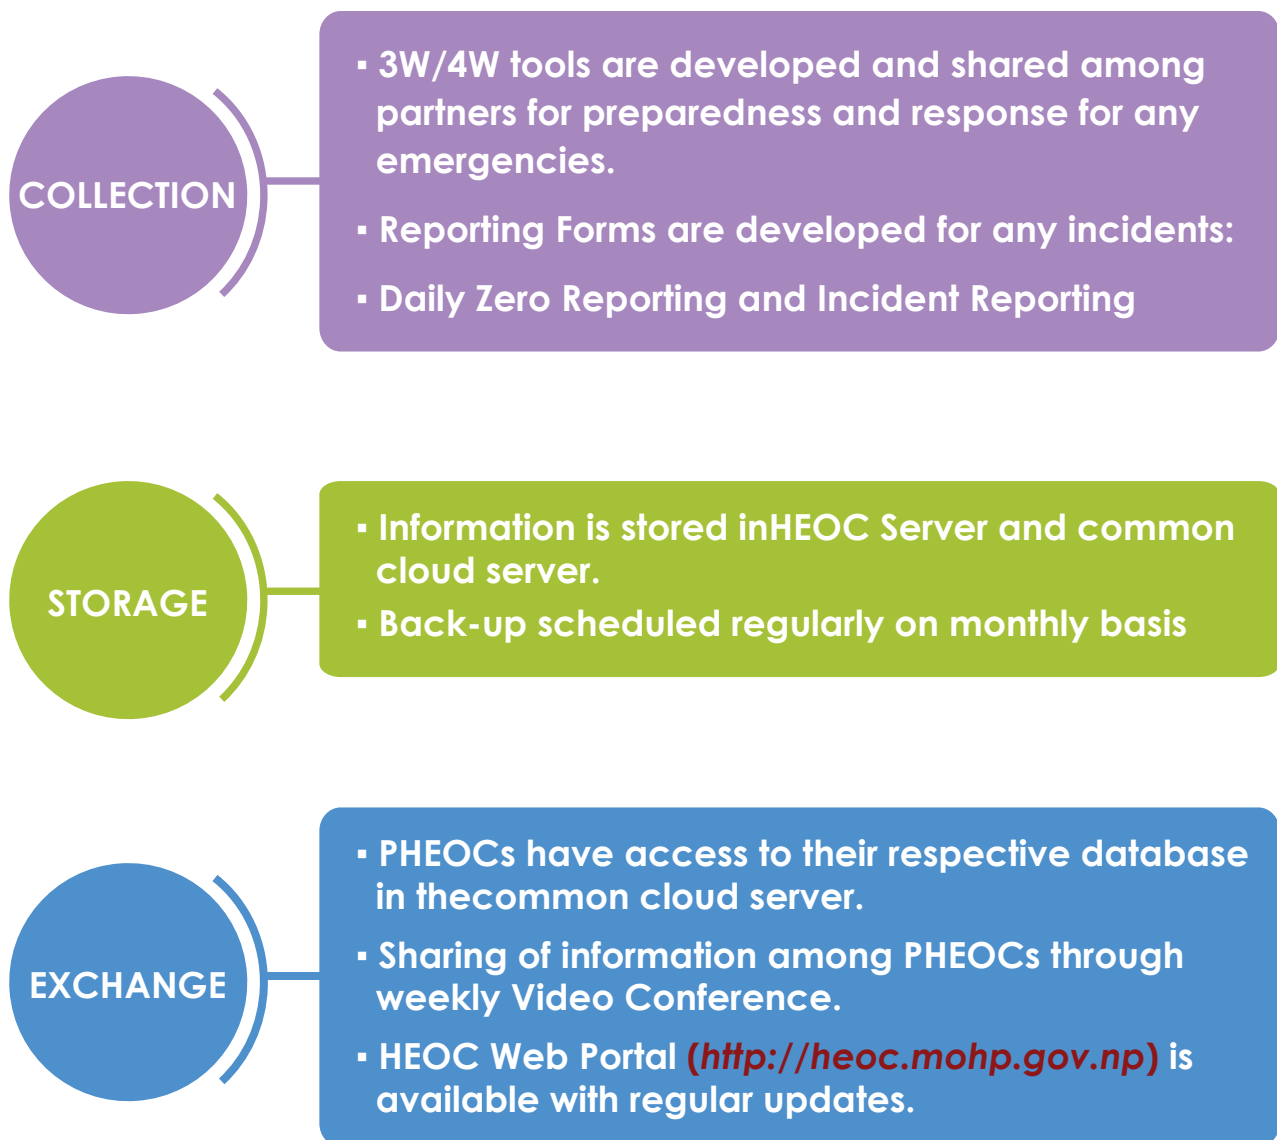 COLLECTION
▪ 3W/4W tools are developed and shared among
partners for preparedness and response for any
emergencies.
▪ Reporting Forms are developed for any incidents:
▪ Daily Zero Reporting and Incident Reporting
STORAGE
▪ Information is stored inHEOC Server and common
cloud server.
▪ Back-up scheduled regularly on monthly basis
EXCHANGE
▪ PHEOCs have access to their respective database
in thecommon cloud server.
▪ Sharing of information among PHEOCs through
weekly Video Conference.
▪ HEOC Web Portal (http://heoc.mohp.gov.np) is
available with regular updates.